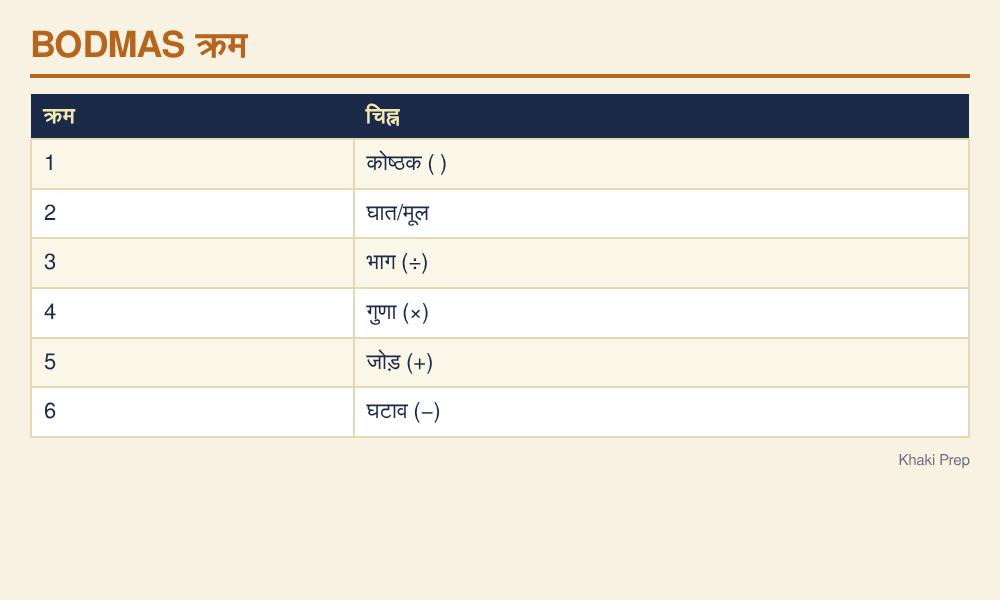 BODMAS क्रम
क्रम चिह्न
1 कोष्ठक ( )
2 घात/मूल
3 भाग (÷)
4 गुणा (×)
5 जोड़ (+)
6 घटाव (−)
Khaki Prep